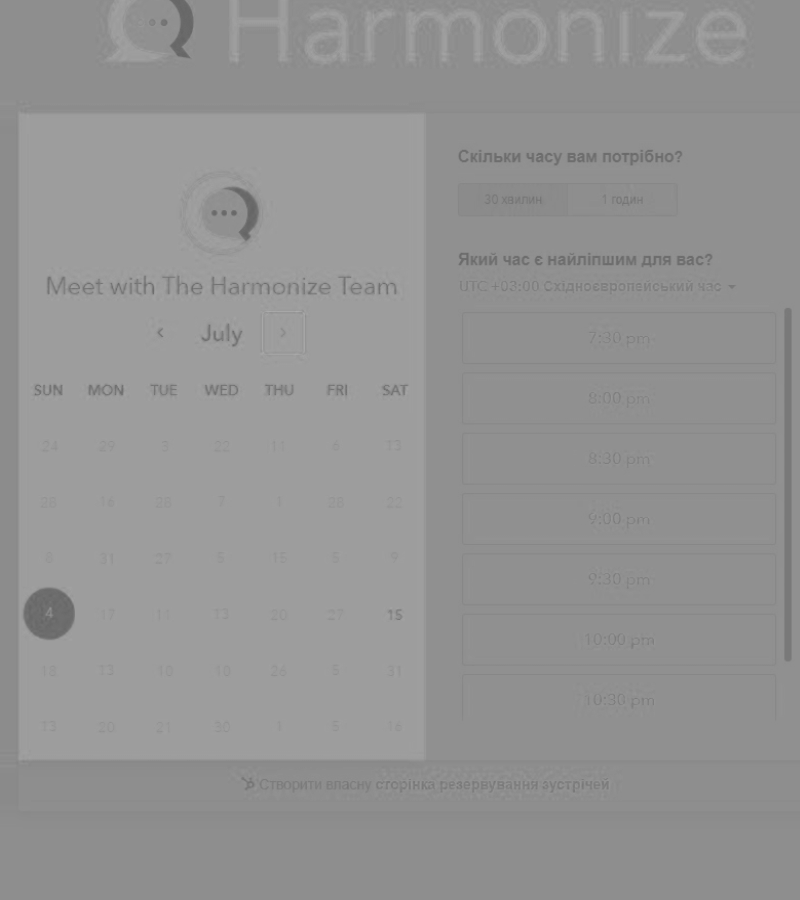 Harmonize
Meet with The Harmonize Team
July
SUN MON TUE WED THU FRI SAT
24 29 3 22 11 6 13
28 16 7 1 28 22
8 31 27 5 15 5 9
4 17 11 13 20 27 15
18 13 10 10 26 5 31
13 20 21 30 1 5 16
Скільки часу вам потрібно?
30 хвилин 1 годин
Який час є найліпшим для вас?
UTC +03:00 Східноєвропейський час
7:30 pm
8:00 pm
8:30 pm
9:00 pm
9:30 pm
10:00 pm
10:30 pm
Створити власну сторінка резервування зустрічей